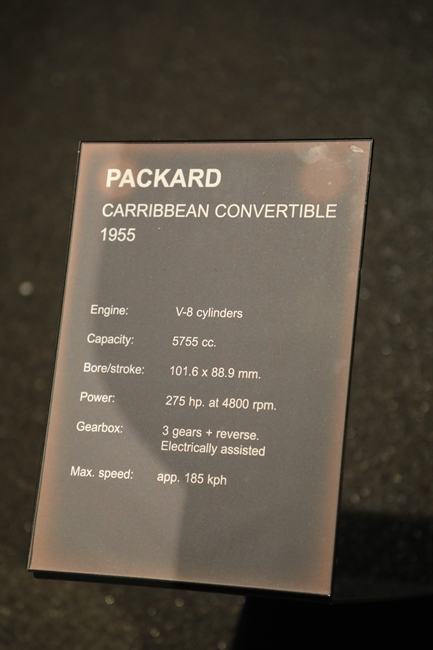 PACKARD
CARRIBBEAN CONVERTIBLE
1955
Engine: V-8 cylinders
Capacity: 5755 cc.
Bore/stroke: 101.6 x 88.9 mm.
Power: 275 hp. at 4800 rpm.
Gearbox: 3 gears + reverse.
Electrically assisted
Max. speed: app. 185 kph